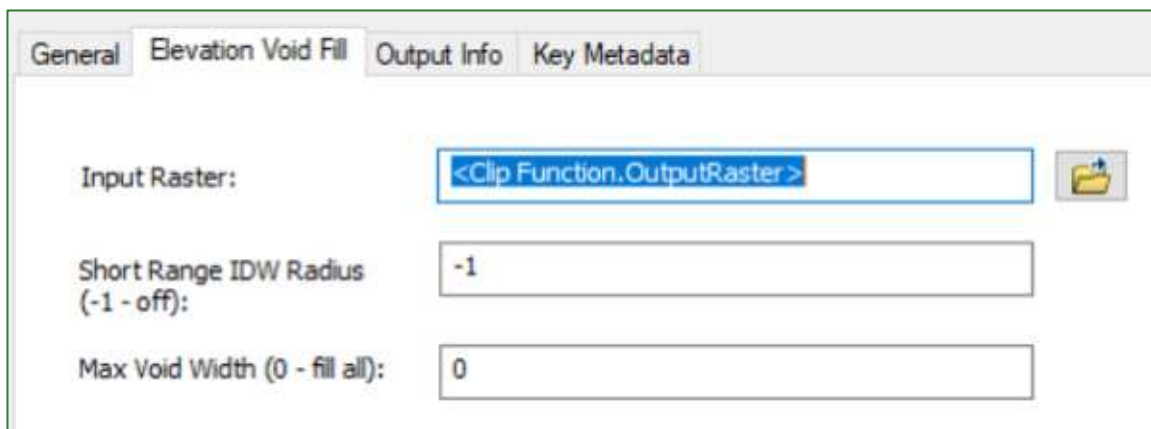 General Elevation Void Fill Output Info Key Metadata
Input Raster: <Clip Function.OutputRaster>
Short Range IDW Radius -1
(-1 - off):
Max Void Width (0 - fill all): 0